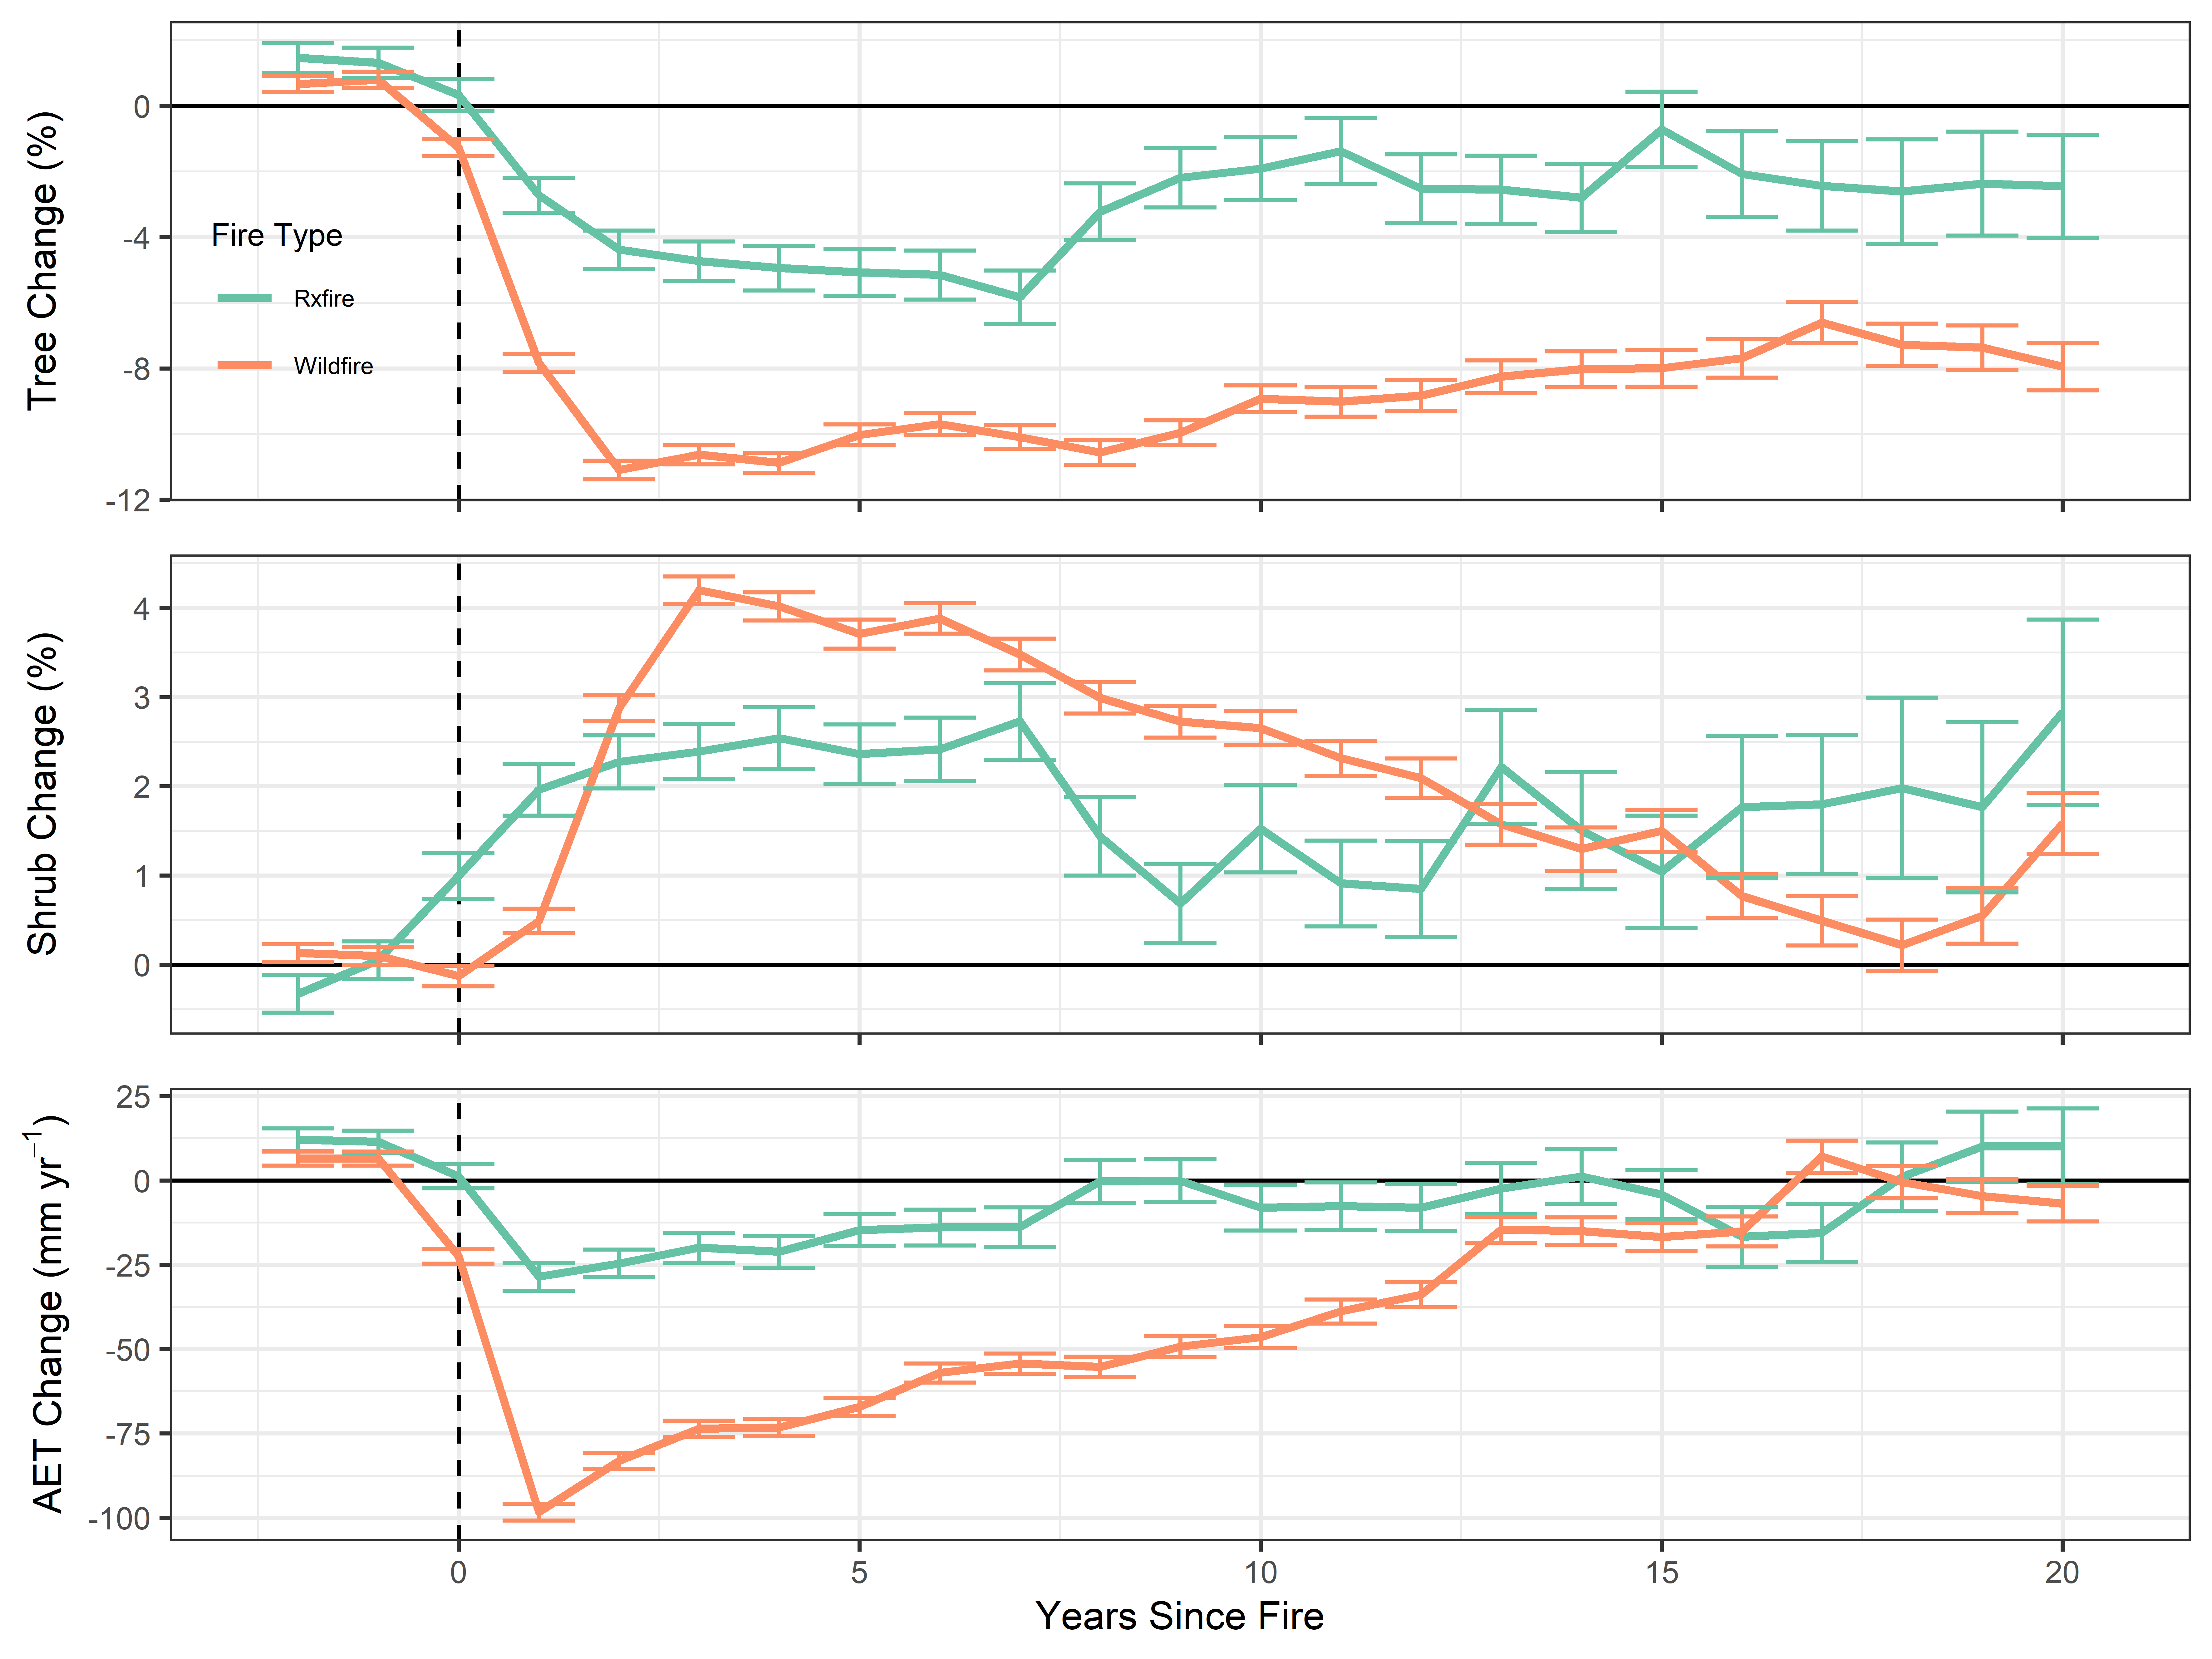 Tree Change (%)
0
-4
-8
-12
Fire Type
Rxfire
Wildfire
Shrub Change (%)
4
3
2
1
0
AET Change (mm yr⁻¹)
25
0
-25
-50
-75
-100
0 5 10 15 20
Years Since Fire